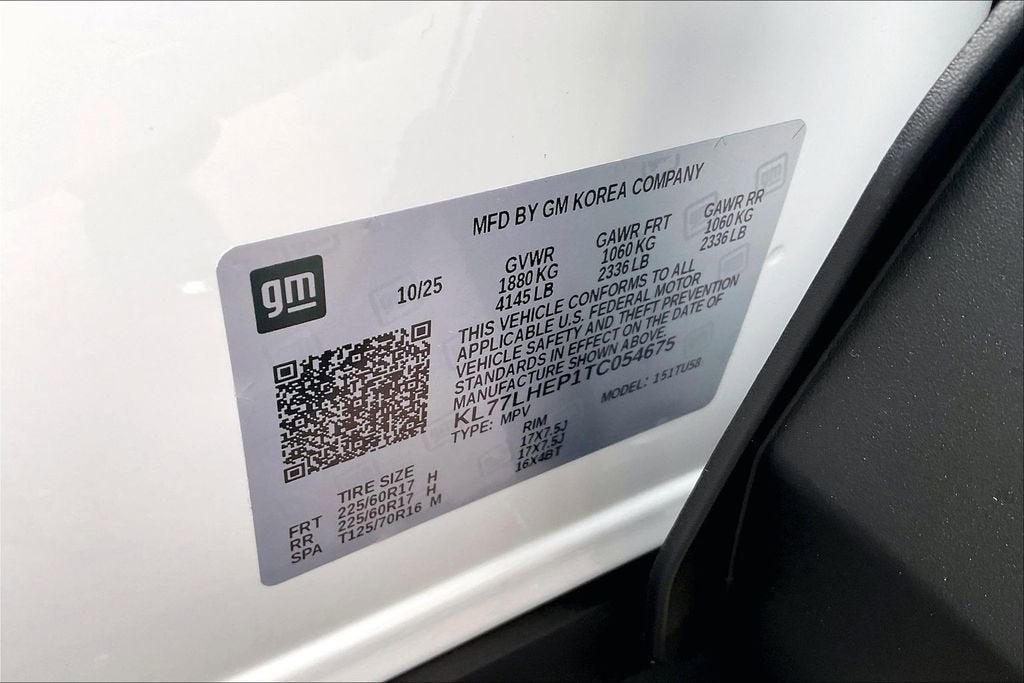 MFD BY GM KOREA COMPANY
gm
10/25
GVWR GAWR FRT GAWR RR
1880 KG 1060 KG 1060 KG
4145 LB 2336 LB 2336 LB
THIS VEHICLE CONFORMS TO ALL
APPLICABLE U.S. FEDERAL MOTOR
VEHICLE SAFETY AND THEFT PREVENTION
STANDARDS IN EFFECT ON THE DATE OF
MANUFACTURE SHOWN ABOVE.
KL77LHEP1TC054675
TYPE: MPV MODEL: 151TU58
TIRE SIZE RIM
FRT 225/60R17 H 17X7.5J
RR 225/60R17 H 17X7.5J
SPA T125/70R16 M 16X4BT